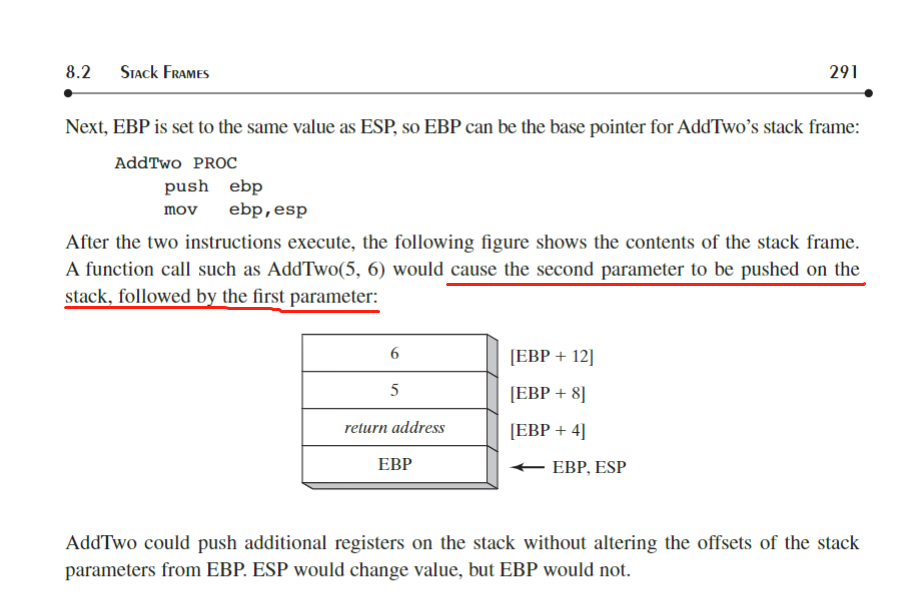 8.2 Stack Frames 291
Next, EBP is set to the same value as ESP, so EBP can be the base pointer for AddTwo’s stack frame:
AddTwo PROC
push ebp
mov ebp,esp
After the two instructions execute, the following figure shows the contents of the stack frame.
A function call such as AddTwo(5, 6) would cause the second parameter to be pushed on the
stack, followed by the first parameter:
6 [EBP + 12]
5 [EBP + 8]
return address [EBP + 4]
EBP EBP, ESP
AddTwo could push additional registers on the stack without altering the offsets of the stack
parameters from EBP. ESP would change value, but EBP would not.